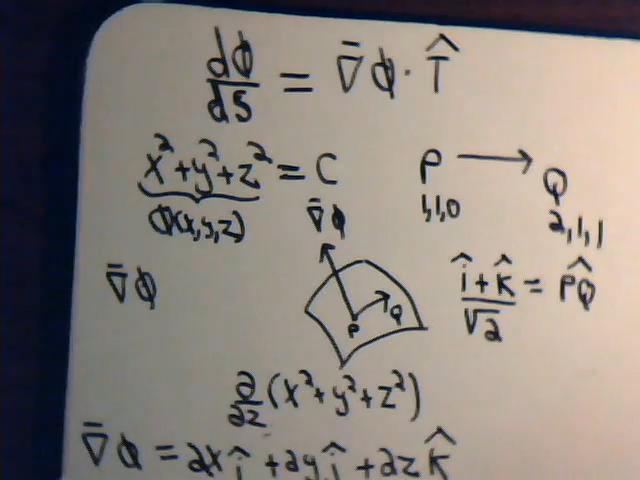 dΦ/ds = ∇̄Φ · T̂
x² + y² + z² = C
Φ(x,y,z)
P → Q
1,1,0
2,1,1
∇̄Φ
∇̄Φ
P
Q
(î + k̂)/√2 = P̂Q
∂/∂z (x² + y² + z²)
∇̄Φ = 2x î + 2y ĵ + 2z k̂